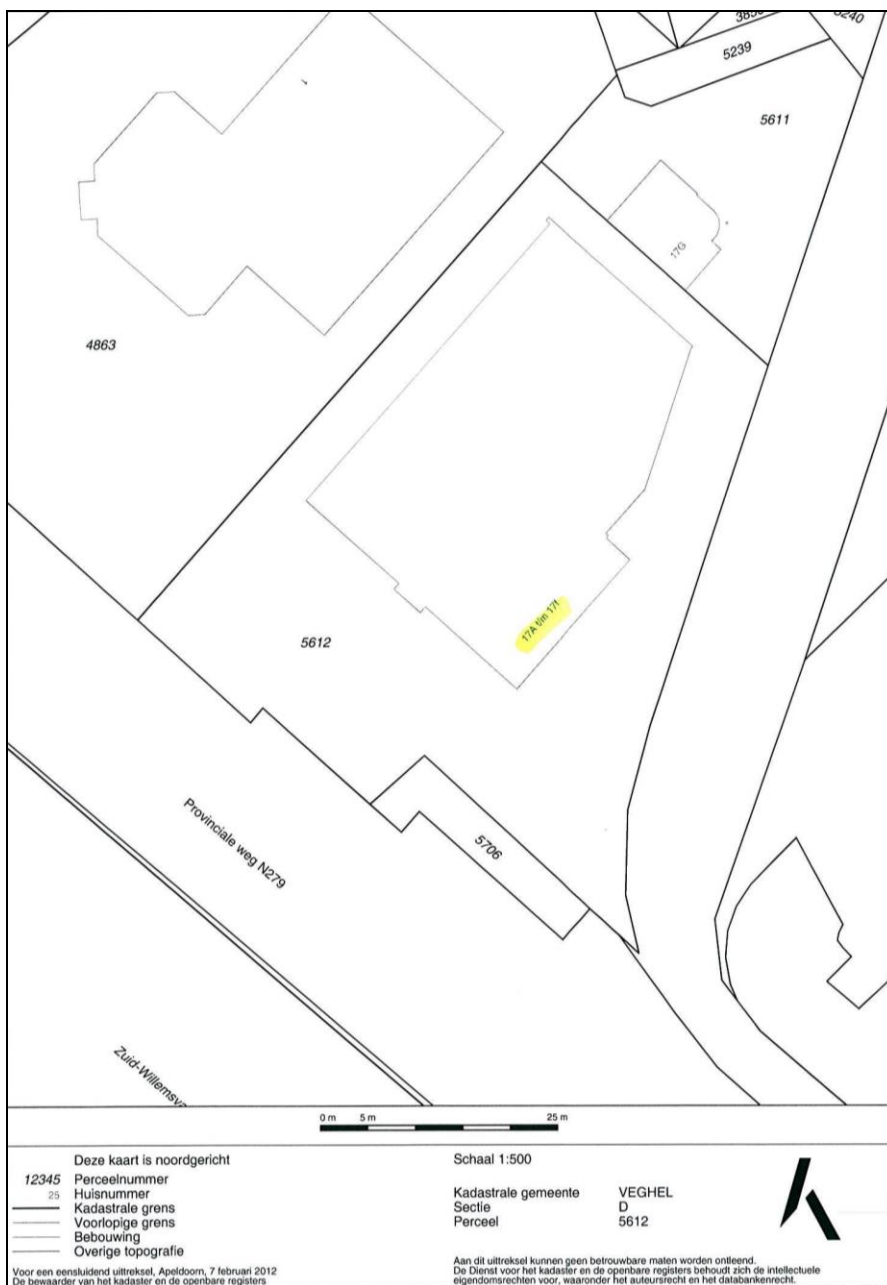 5240
5239
5611
17G
4863
17A t/m 17f
5612
5706
Provinciale weg N279
0 m 5 m 25 m
Deze kaart is noordgericht
12345 Perceelnummer
25 Huisnummer
Kadastrale grens
Voorlopige grens
Bebouwing
Overige topografie
Voor een eensluidend uittreksel, Apeldoorn, 7 februari 2012
De bewaarder van het kadaster en de openbare registers
Schaal 1:500
Kadastrale gemeente VEGHEL
Sectie D
Perceel 5612
Aan dit uittreksel kunnen geen betrouwbare maten worden ontleend.
De Dienst voor het kadaster en de openbare registers behoudt zich de intellectuele
eigendomsrechten voor, waaronder het auteursrecht en het databankenrecht.